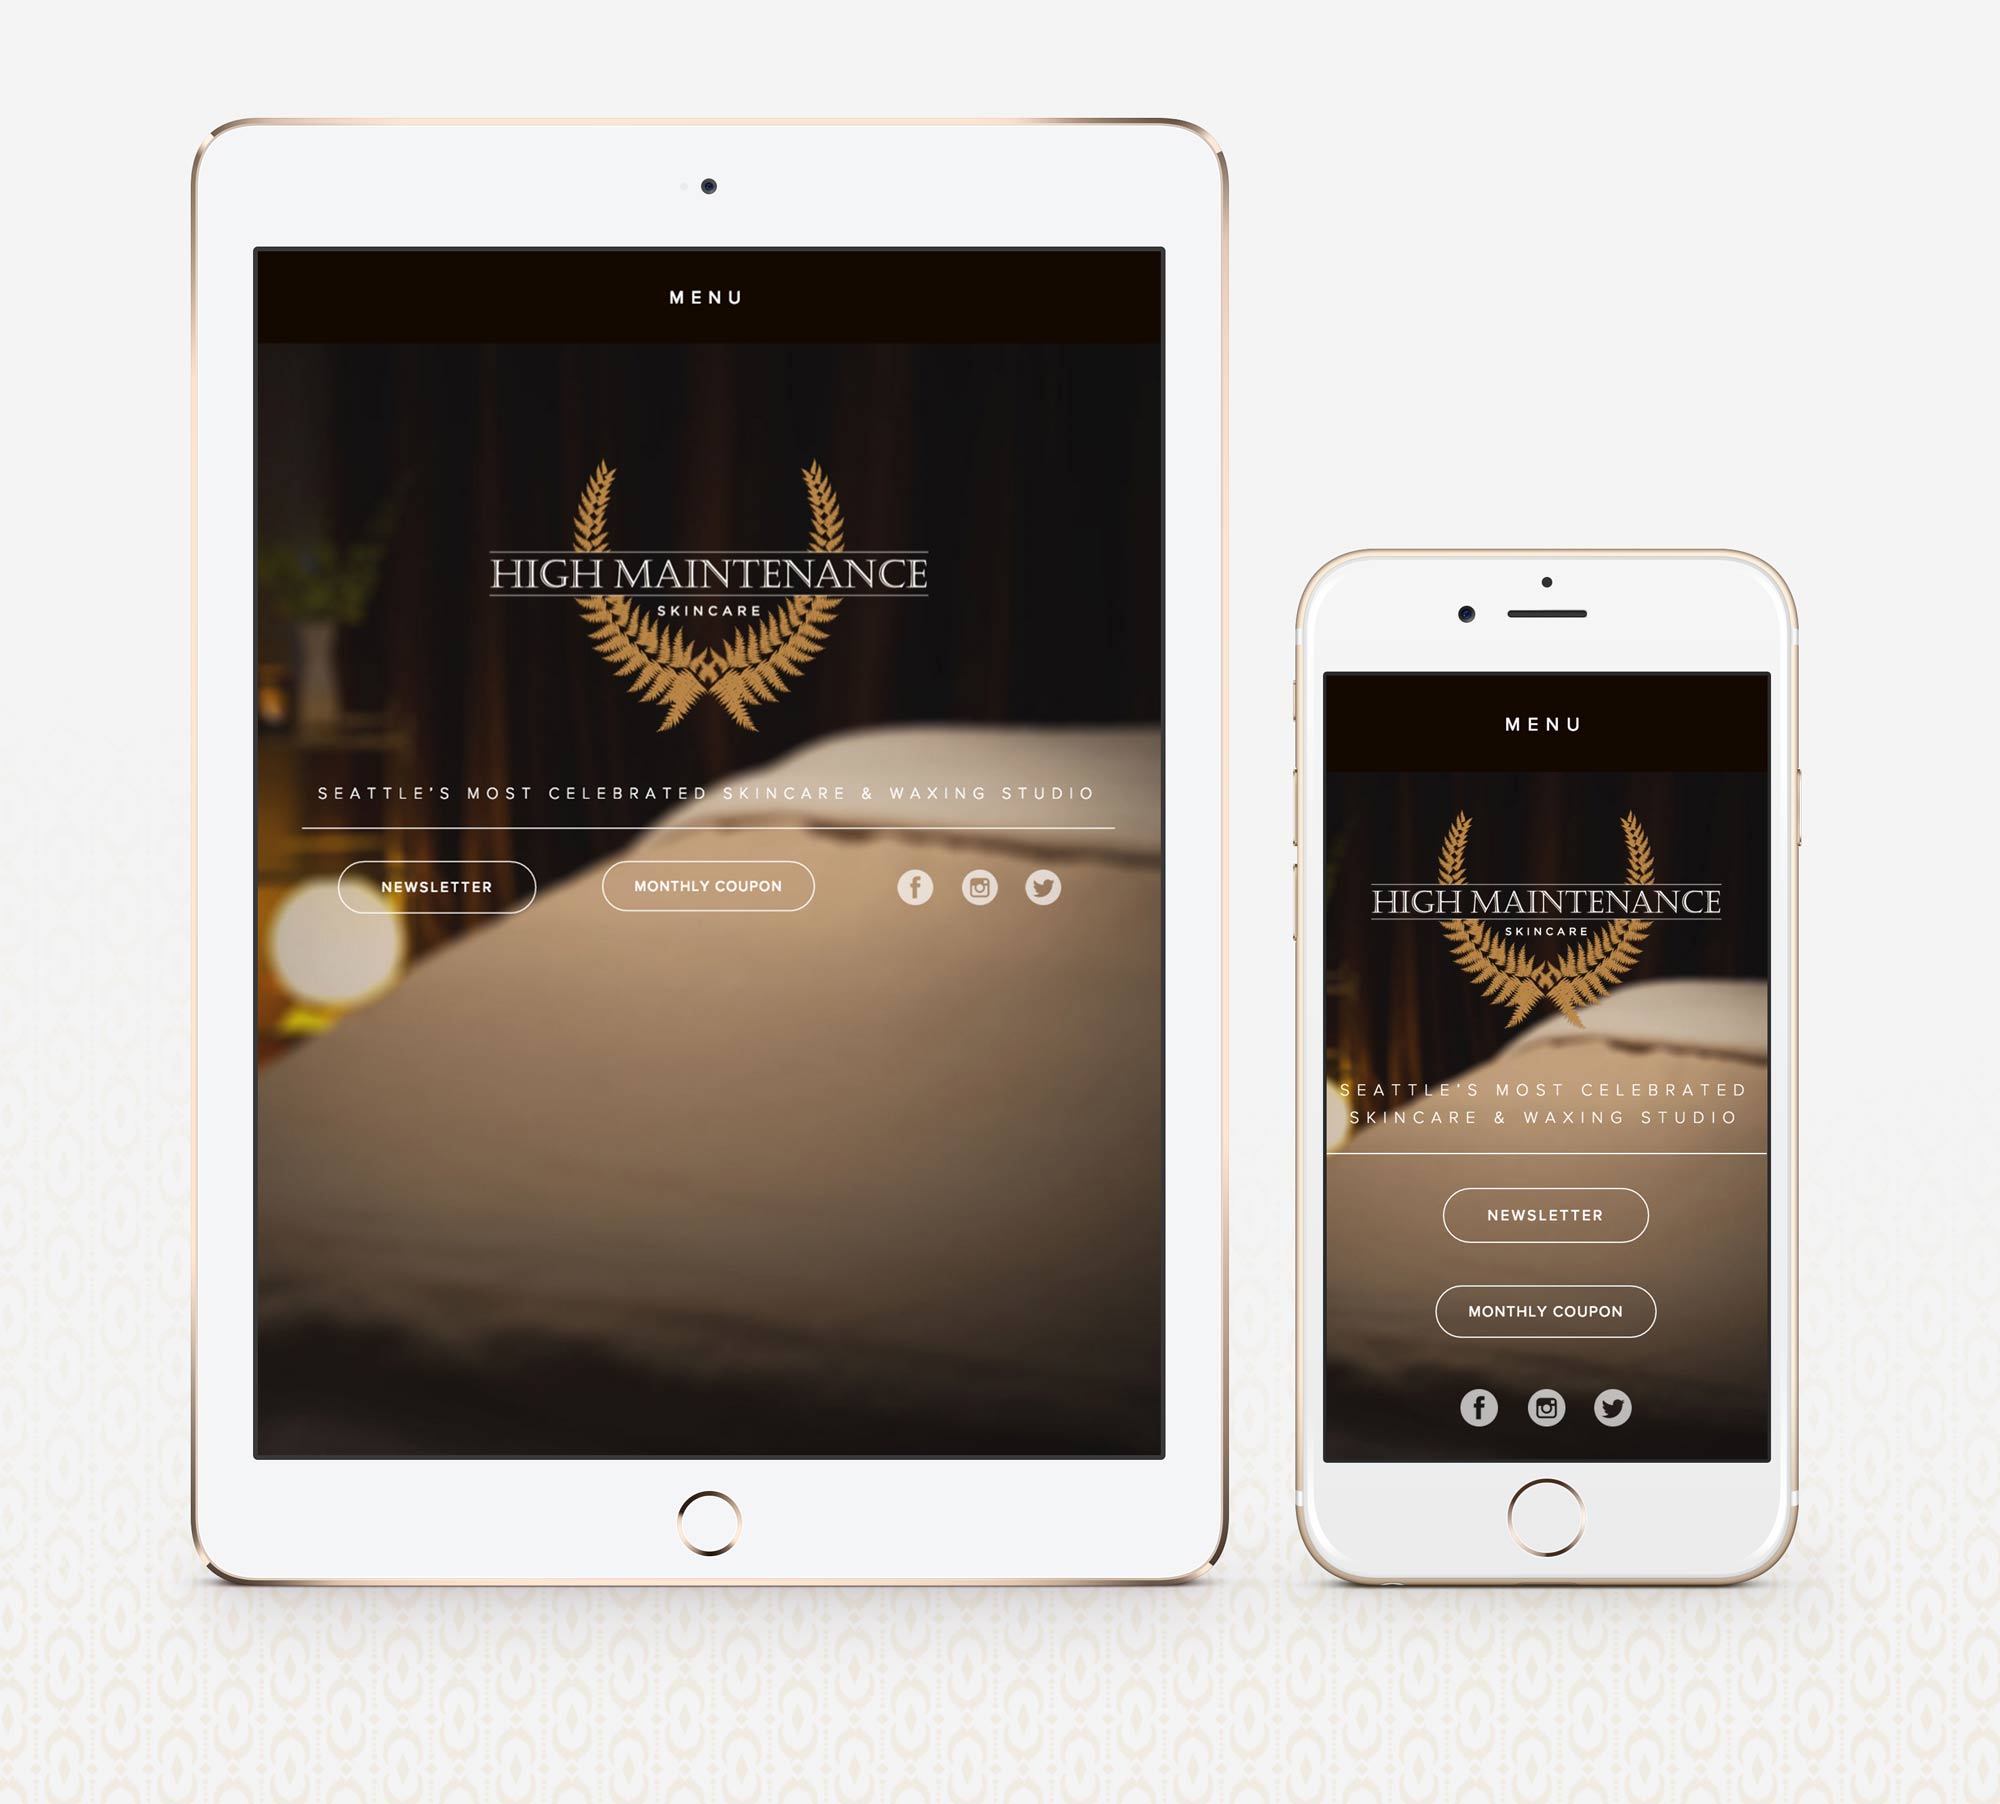 MENU
HIGH MAINTENANCE
SKINCARE
SEATTLE'S MOST CELEBRATED SKINCARE & WAXING STUDIO
NEWSLETTER
MONTHLY COUPON
MENU
HIGH MAINTENANCE
SKINCARE
SEATTLE'S MOST CELEBRATED
SKINCARE & WAXING STUDIO
NEWSLETTER
MONTHLY COUPON